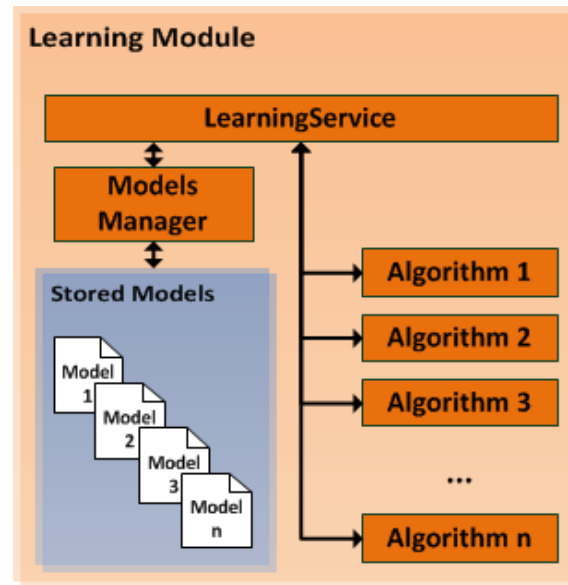 Learning Module
LearningService
Models
Manager
Stored Models
Model
1
Model
2
Model
3
Model
n
Algorithm 1
Algorithm 2
Algorithm 3
...
Algorithm n